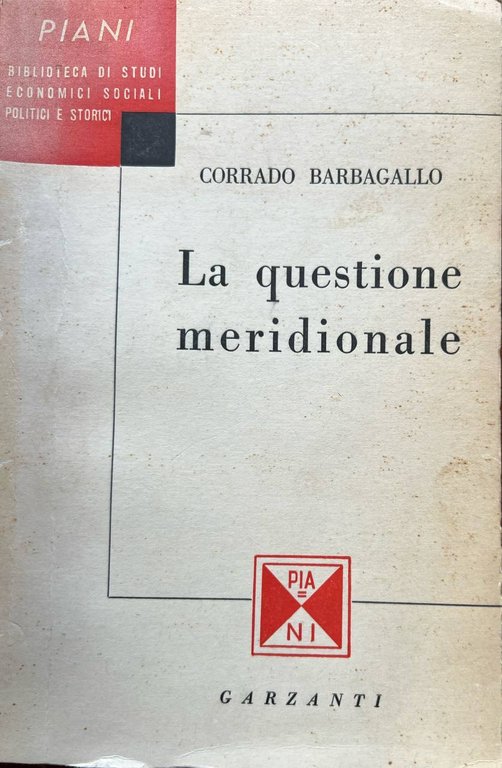 PIANI
BIBLIOTECA DI STUDI
ECONOMICI SOCIALI
POLITICI E STORICI
CORRADO BARBAGALLO
La questione
meridionale
PIA=
NI
GARZANTI